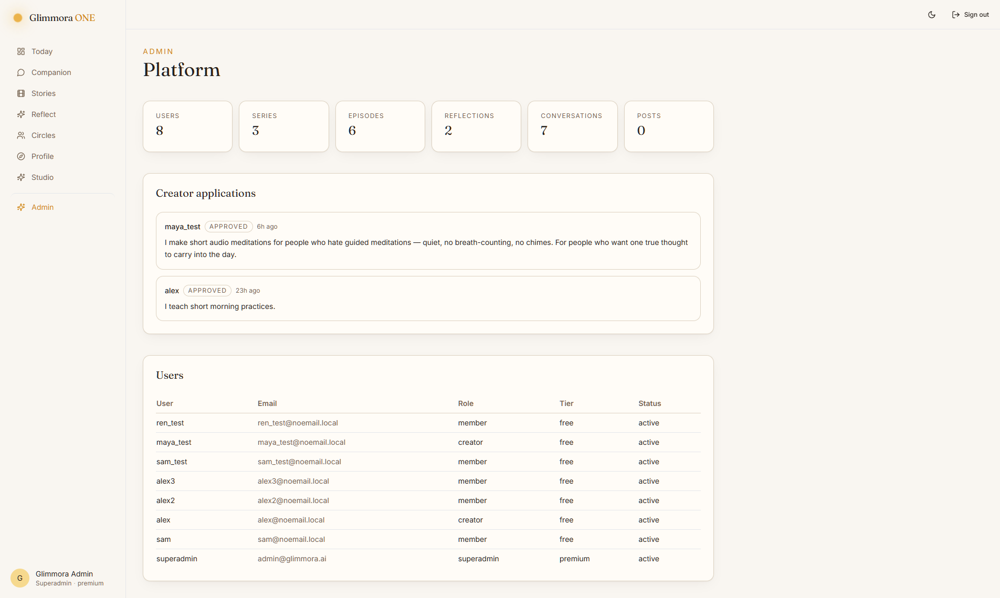 Glimmora ONE
Sign out
Today
Companion
Stories
Reflect
Circles
Profile
Studio
Admin
ADMIN
Platform
USERS
8
SERIES
3
EPISODES
6
REFLECTIONS
2
CONVERSATIONS
7
POSTS
0
Creator applications
maya_test APPROVED 6h ago
I make short audio meditations for people who hate guided meditations — quiet, no breath-counting, no chimes. For people who want one true thought
to carry into the day.
alex APPROVED 23h ago
I teach short morning practices.
Users
User Email Role Tier Status
ren_test ren_test@noemail.local member free active
maya_test maya_test@noemail.local creator free active
sam_test sam_test@noemail.local member free active
alex3 alex3@noemail.local member free active
alex2 alex2@noemail.local member free active
alex alex@noemail.local creator free active
sam sam@noemail.local member free active
superadmin admin@glimmora.ai superadmin premium active
G
Glimmora Admin
Superadmin · premium